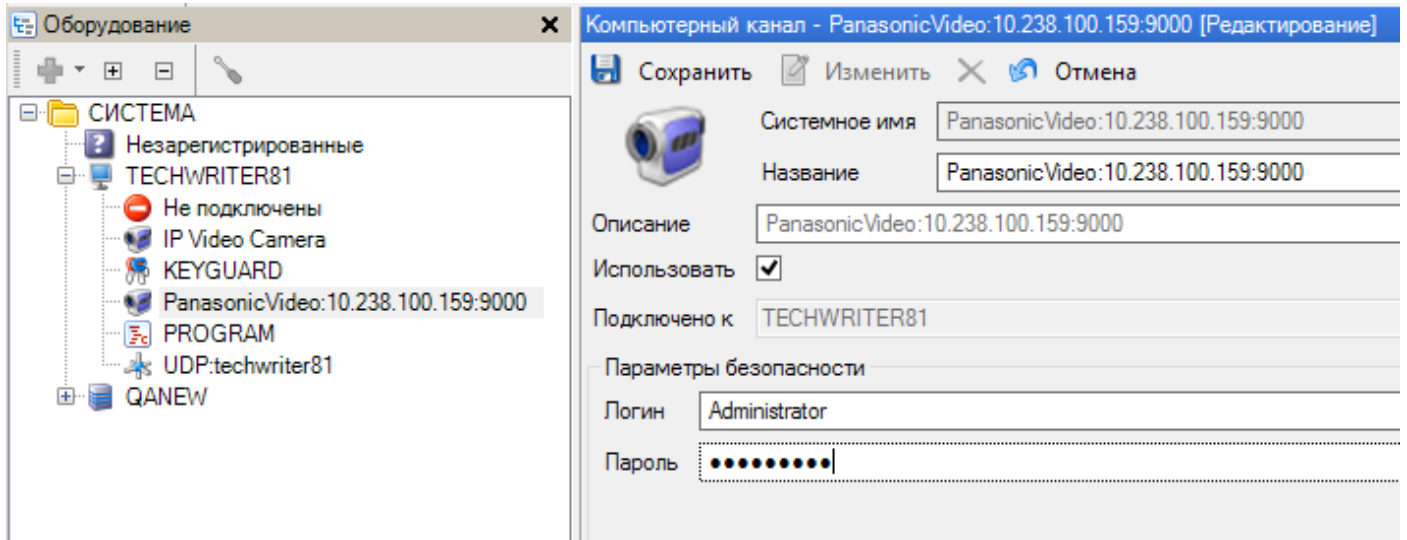 Оборудование
СИСТЕМА
Незарегистрированные
TECHWRITER81
Не подключены
IP Video Camera
KEYGUARD
PanasonicVideo:10.238.100.159:9000
PROGRAM
UDP:techwriter81
QANEW
Компьютерный канал - PanasonicVideo:10.238.100.159:9000 [Редактирование]
Сохранить Изменить Отмена
Системное имя PanasonicVideo:10.238.100.159:9000
Название PanasonicVideo:10.238.100.159:9000
Описание PanasonicVideo:10.238.100.159:9000
Использовать
Подключено к TECHWRITER81
Параметры безопасности
Логин Administrator
Пароль ●●●●●●●●●